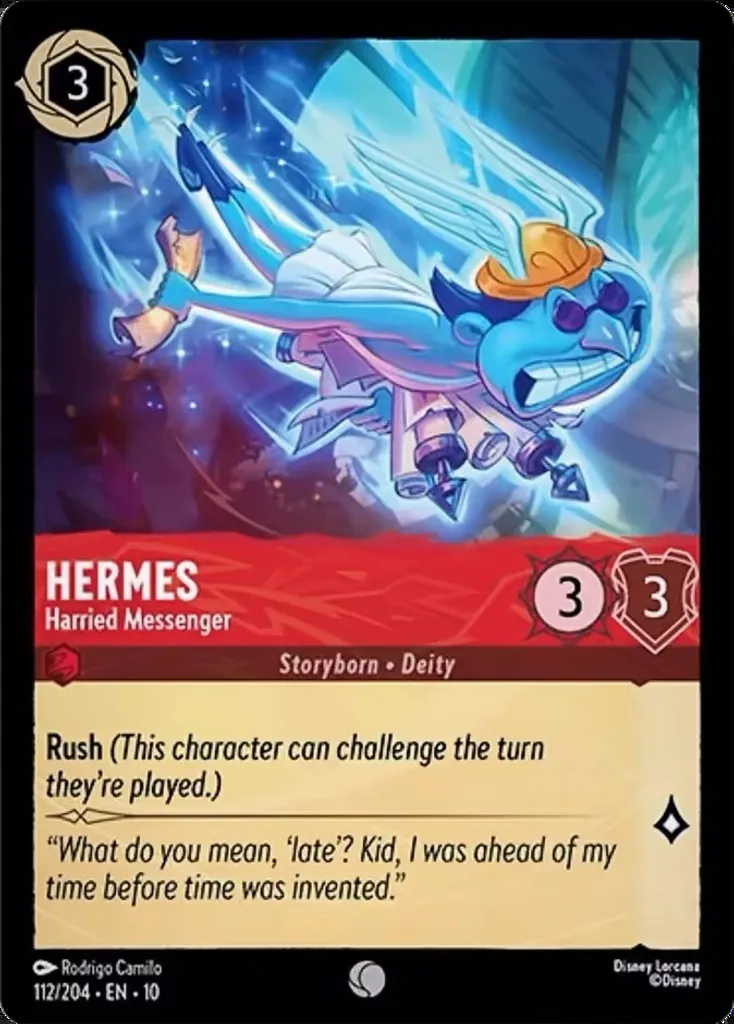 3
HERMES
Harried Messenger
3
3
Storyborn • Deity
Rush (This character can challenge the turn
they're played.)
"What do you mean, 'late'? Kid, I was ahead of my
time before time was invented."
Rodrigo Camilo
112/204 • EN • 10
Disney Lorcana
©Disney